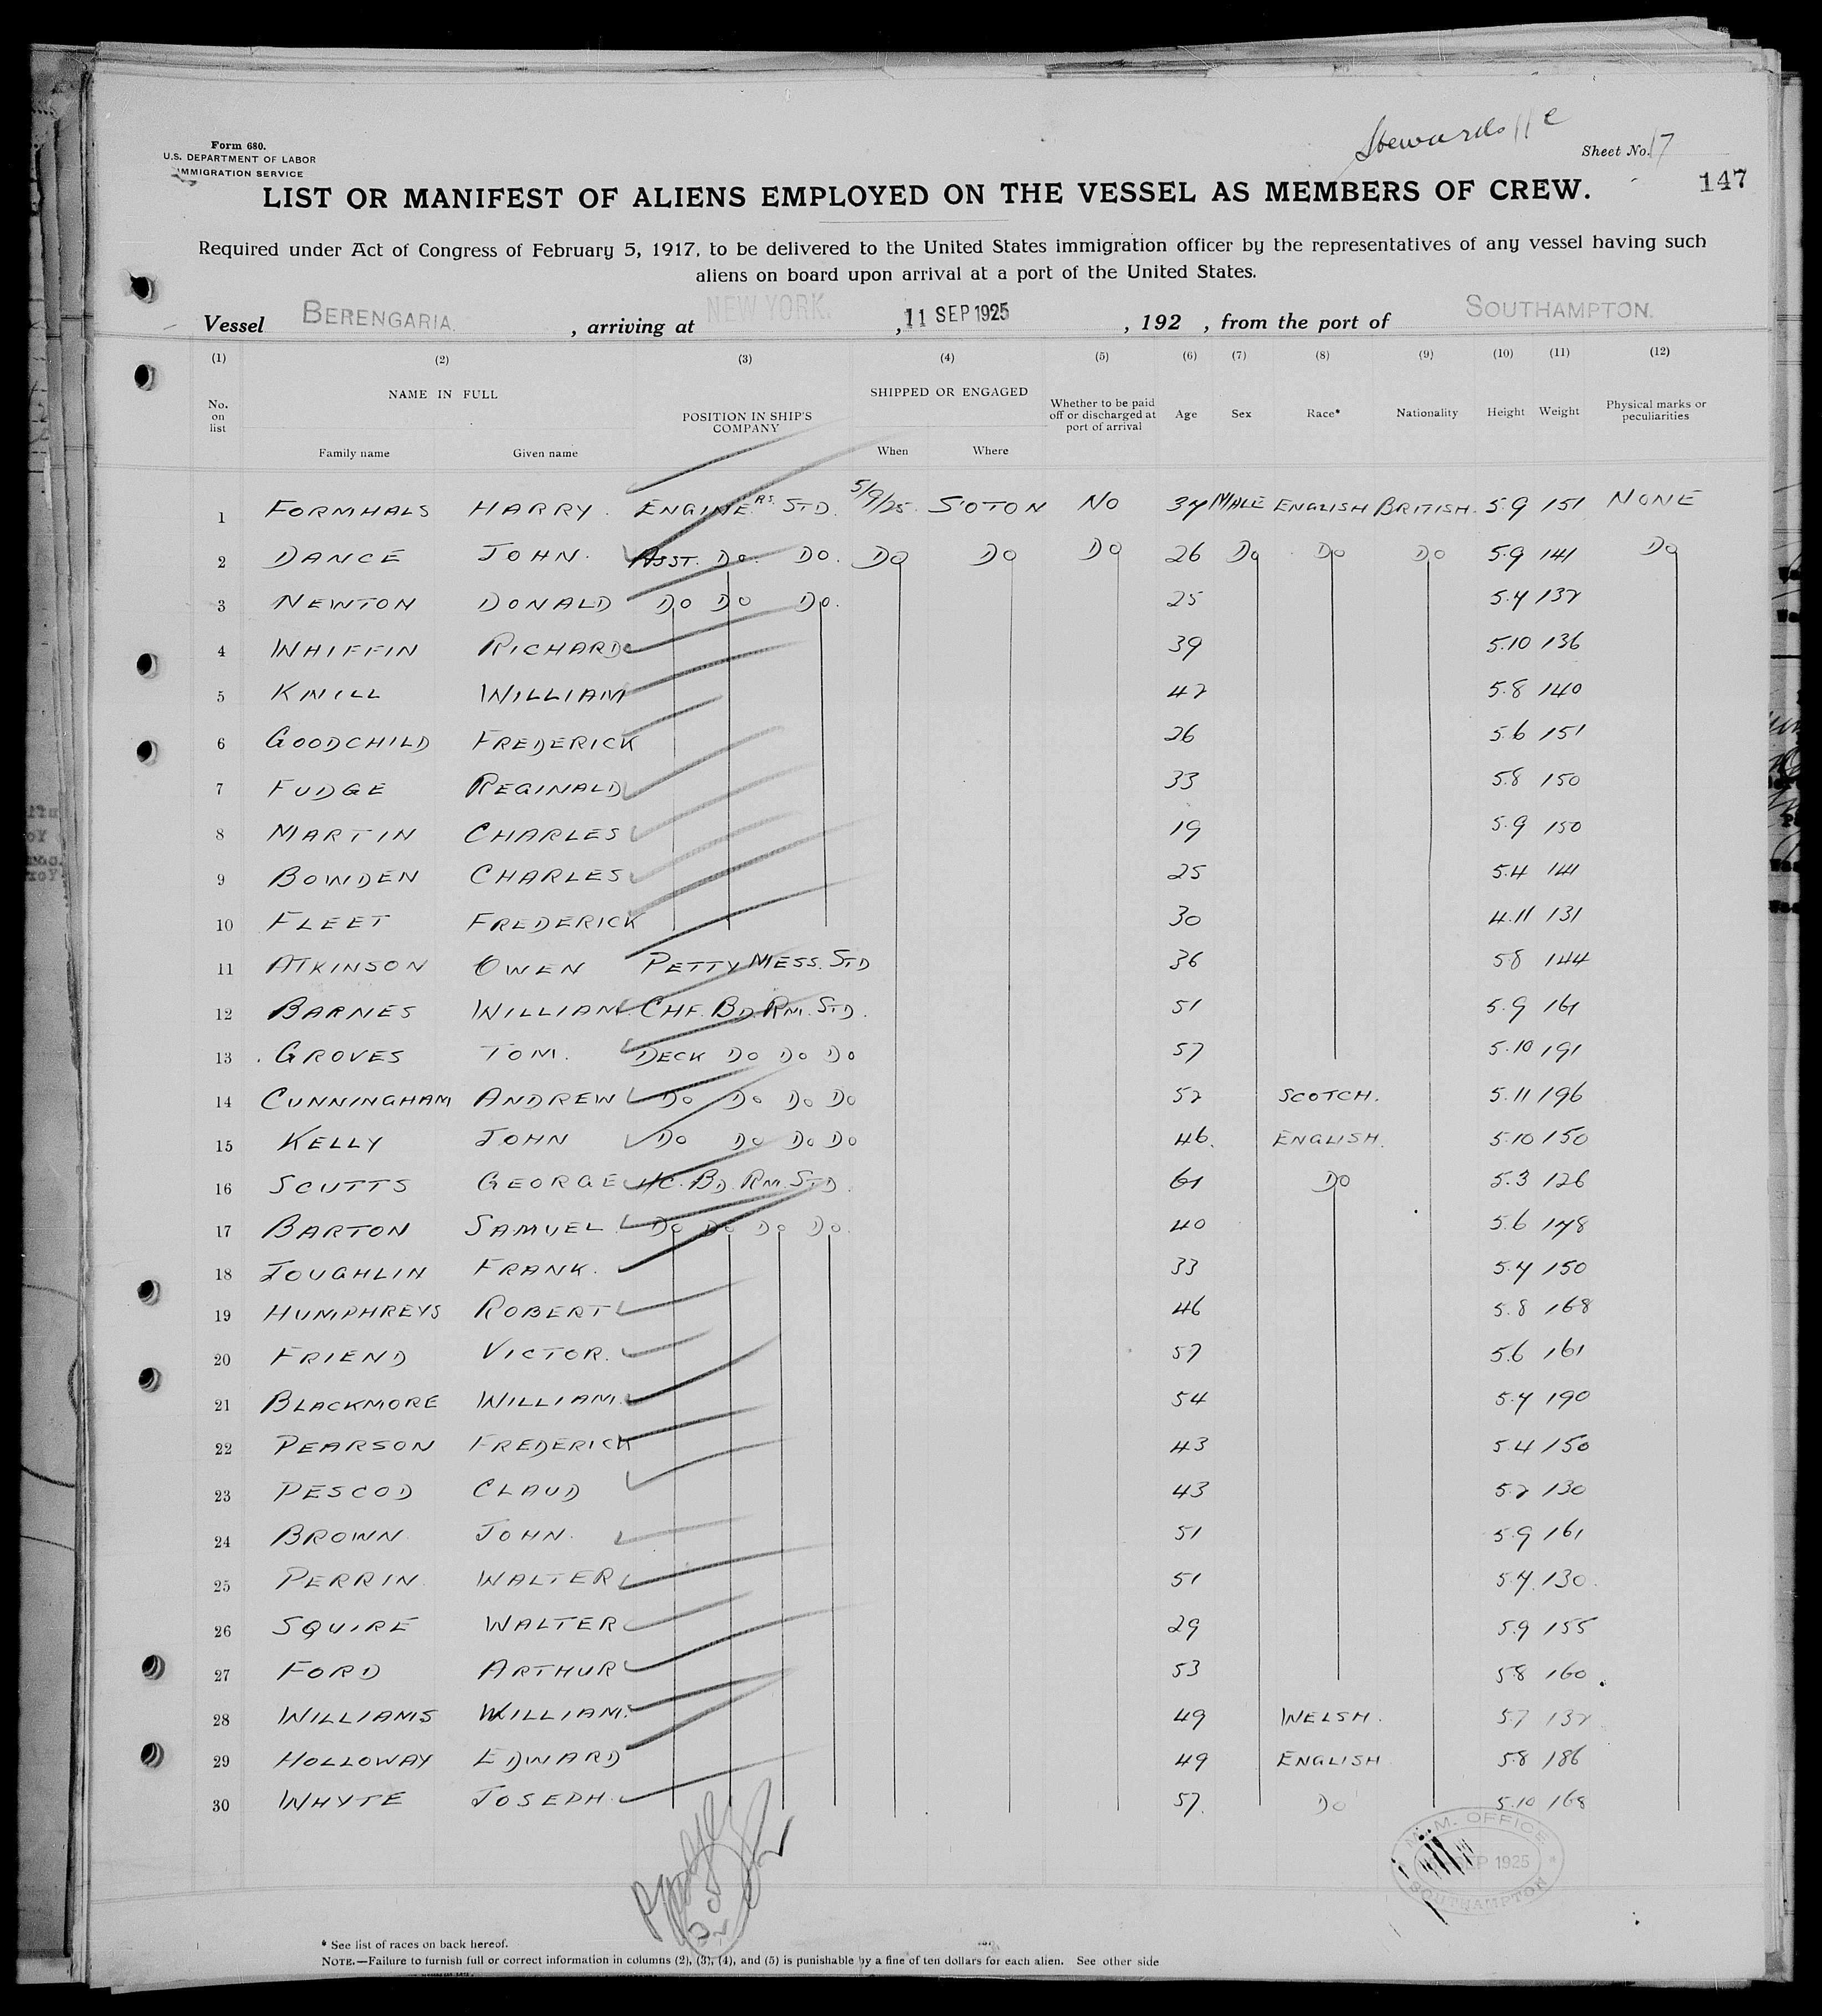 Stewards
Form 680.
U.S. DEPARTMENT OF LABOR
IMMIGRATION SERVICE
Sheet No. 17
147
LIST OR MANIFEST OF ALIENS EMPLOYED ON THE VESSEL AS MEMBERS OF CREW.
Required under Act of Congress of February 5, 1917, to be delivered to the United States immigration officer by the representatives of any vessel having such
aliens on board upon arrival at a port of the United States.
Vessel BERENGARIA. , arriving at NEW YORK. , 11 SEP 1925 , 192 , from the port of SOUTHAMPTON.
(1) (2) (3) (4) (5) (6) (7) (8) (9) (10) (11) (12)
No. on list NAME IN FULL Family name Given name POSITION IN SHIP'S COMPANY SHIPPED OR ENGAGED When Where Whether to be paid off or discharged at port of arrival Age Sex Race* Nationality Height Weight Physical marks or peculiarities
1 FORMHALS HARRY. ENGINE RS. STD. 5/9/25. S'OTON NO 37 MALE ENGLISH BRITISH. 5.9 151 NONE
2 DANCE JOHN. ASST. DO. DO. DO DO DO 26 DO DO DO 5.9 141 DO
3 NEWTON DONALD DO DO DO. 25 5.7 132
4 WHIFFIN RICHARD 39 5.10 136
5 KNILL WILLIAM 42 5.8 140
6 GOODCHILD FREDERICK 26 5.6 151
7 FUDGE REGINALD 33 5.8 150
8 MARTIN CHARLES 19 5.9 150
9 BOWDEN CHARLES 25 5.4 141
10 FLEET FREDERICK 30 4.11 131
11 ATKINSON OWEN PETTY MESS. STD 36 5.8 144
12 BARNES WILLIAM CHF. BD. RM. STD. 51 5.9 161
13 GROVES TOM. DECK DO DO DO 57 5.10 191
14 CUNNINGHAM ANDREW DO DO DO DO 52 SCOTCH. 5.11 196
15 KELLY JOHN DO DO DO DO 46. ENGLISH. 5.10 150
16 SCUTTS GEORGE BD. RM. STD. 61 DO 5.3 126
17 BARTON SAMUEL DO DO DO DO. 40 5.6 178
18 JOUGHLIN FRANK. 33 5.7 150
19 HUMPHREYS ROBERT 46 5.8 168
20 FRIEND VICTOR. 57 5.6 161
21 BLACKMORE WILLIAM. 54 5.7 190
22 PEARSON FREDERICK 43 5.4 150
23 PESCOD CLAUD 43 5.2 130
24 BROWN JOHN. 51 5.9 161
25 PERRIN WALTER 51 5.7 130.
26 SQUIRE WALTER 29 5.9 155
27 FORD ARTHUR 53 5.8 160
28 WILLIAMS WILLIAM. 49 WELSH. 5.7 132
29 HOLLOWAY EDWARD 49 ENGLISH 5.8 186
30 WHYTE JOSEPH. 57. DO 5.10 168
M.M. OFFICE
SEP 1925
SOUTHAMPTON
* See list of races on back hereof.
NOTE.—Failure to furnish full or correct information in columns (2), (3), (4), and (5) is punishable by a fine of ten dollars for each alien. See other side